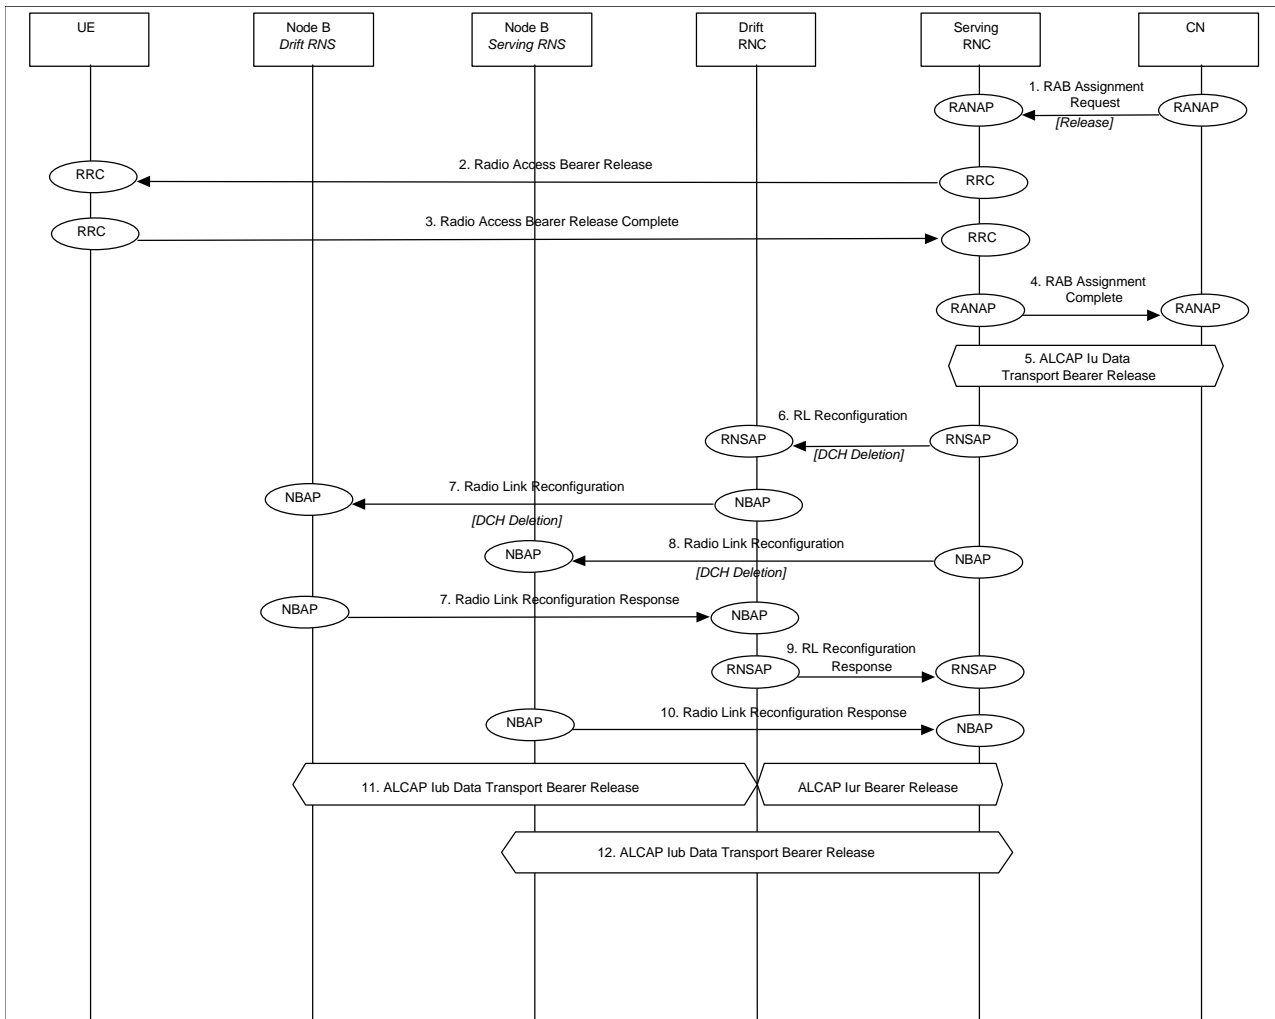 UE
Node B
Drift RNS
Node B
Serving RNS
Drift
RNC
Serving
RNC
CN
1. RAB Assignment
Request
RANAP
RANAP
[Release]
2. Radio Access Bearer Release
RRC
RRC
3. Radio Access Bearer Release Complete
RRC
RRC
4. RAB Assignment
Complete
RANAP
RANAP
5. ALCAP Iu Data
Transport Bearer Release
6. RL Reconfiguration
RNSAP
RNSAP
[DCH Deletion]
7. Radio Link Reconfiguration
NBAP
NBAP
[DCH Deletion]
8. Radio Link Reconfiguration
NBAP
NBAP
[DCH Deletion]
7. Radio Link Reconfiguration Response
NBAP
NBAP
9. RL Reconfiguration
Response
RNSAP
RNSAP
10. Radio Link Reconfiguration Response
NBAP
NBAP
11. ALCAP Iub Data Transport Bearer Release
ALCAP Iur Bearer Release
12. ALCAP Iub Data Transport Bearer Release